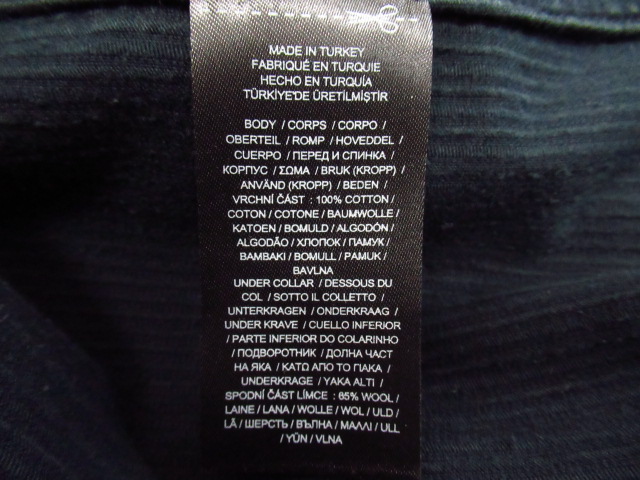 MADE IN TURKEY
FABRIQUÉ EN TURQUIE
HECHO EN TURQUÍA
TÜRKİYE'DE ÜRETİLMİŞTİR
BODY / CORPS / CORPO /
OBERTEIL / ROMP / HOVEDDEL /
CUERPO / ПЕРЕД И СПИНКА /
КОРПУС / ΣΩΜΑ / BRUK (KROPP) /
ANVÄND (KROPP) / BEDEN /
VRCHNÍ ČÁST : 100% COTTON /
COTON / COTONE / BAUMWOLLE /
KATOEN / BOMULD / ALGODÓN /
ALGODÃO / ХЛОПОК / ПАМУК /
BAMBAKI / BOMULL / PAMUK /
BAVLNA
UNDER COLLAR / DESSOUS DU
COL / SOTTO IL COLLETTO /
UNTERKRAGEN / ONDERKRAAG /
UNDER KRAVE / CUELLO INFERIOR
/ PARTE INFERIOR DO COLARINHO
/ ПОДВОРОТНИК / ДОЛНА ЧАСТ
НА ЯКА / ΚΑΤΩ ΑΠΟ ΤΟ ΓΙΑΚΑ /
UNDERKRAGE / YAKA ALTI /
SPODNÍ ČÁST LÍMCE : 65% WOOL /
LAINE / LANA / WOLLE / WOL / ULD /
LÃ / ШЕРСТЬ / ВЪЛНА / ΜΑΛΛΙ / ULL
/ YÜN / VLNA